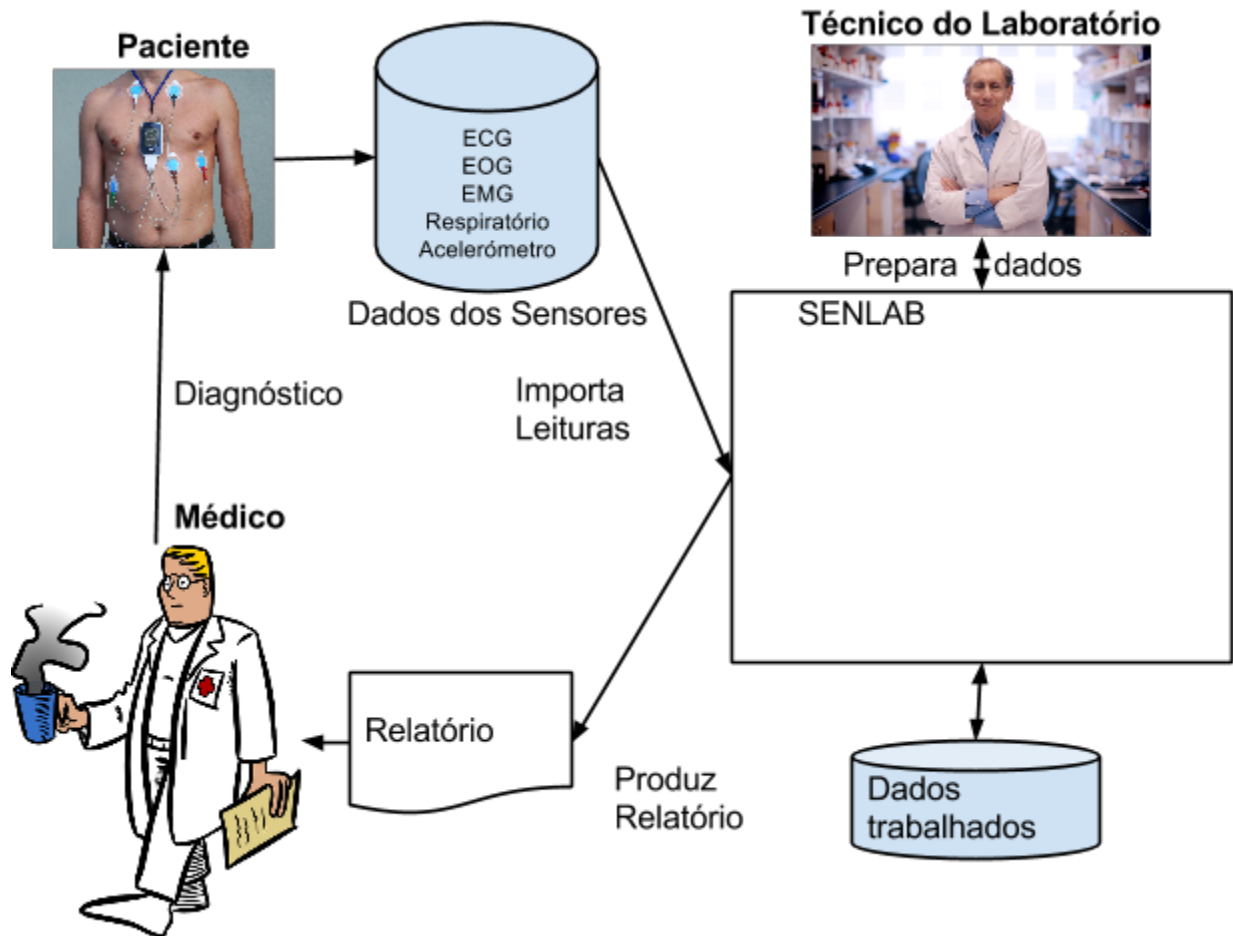 Paciente
Técnico do Laboratório
ECG
EOG
EMG
Respiratório
Acelerómetro
Dados dos Sensores
Prepara dados
SENLAB
Diagnóstico
Importa
Leituras
Médico
Relatório
Produz
Relatório
Dados
trabalhados